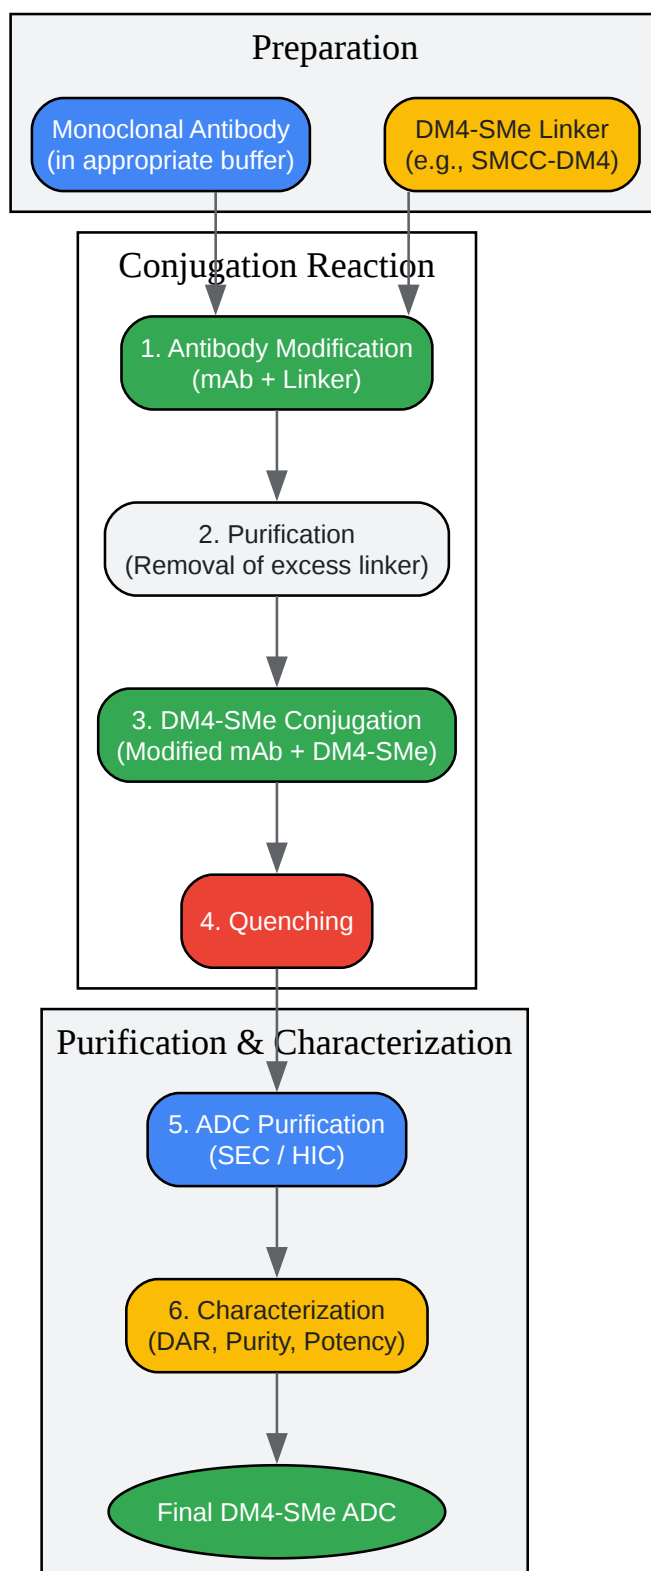 Preparation
Monoclonal Antibody
(in appropriate buffer)
DM4-SMe Linker
(e.g., SMCC-DM4)
Conjugation Reaction
1. Antibody Modification
(mAb + Linker)
2. Purification
(Removal of excess linker)
3. DM4-SMe Conjugation
(Modified mAb + DM4-SMe)
4. Quenching
Purification & Characterization
5. ADC Purification
(SEC / HIC)
6. Characterization
(DAR, Purity, Potency)
Final DM4-SMe ADC